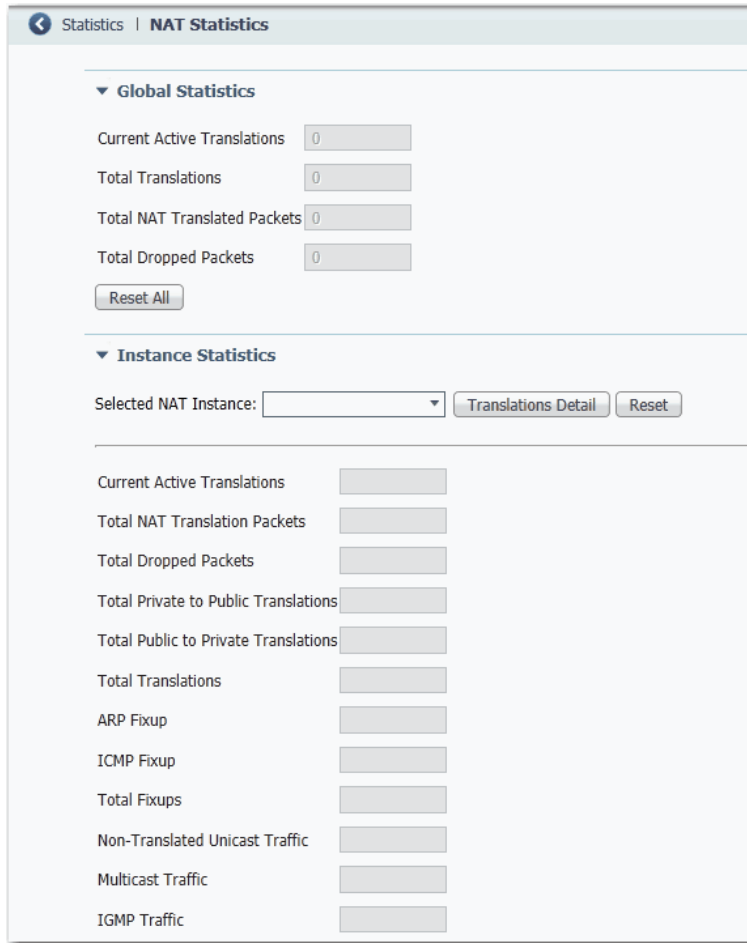 Statistics | NAT Statistics
Global Statistics
Current Active Translations 0
Total Translations 0
Total NAT Translated Packets 0
Total Dropped Packets 0
Reset All
Instance Statistics
Selected NAT Instance: Translations Detail Reset
Current Active Translations
Total NAT Translation Packets
Total Dropped Packets
Total Private to Public Translations
Total Public to Private Translations
Total Translations
ARP Fixup
ICMP Fixup
Total Fixups
Non-Translated Unicast Traffic
Multicast Traffic
IGMP Traffic